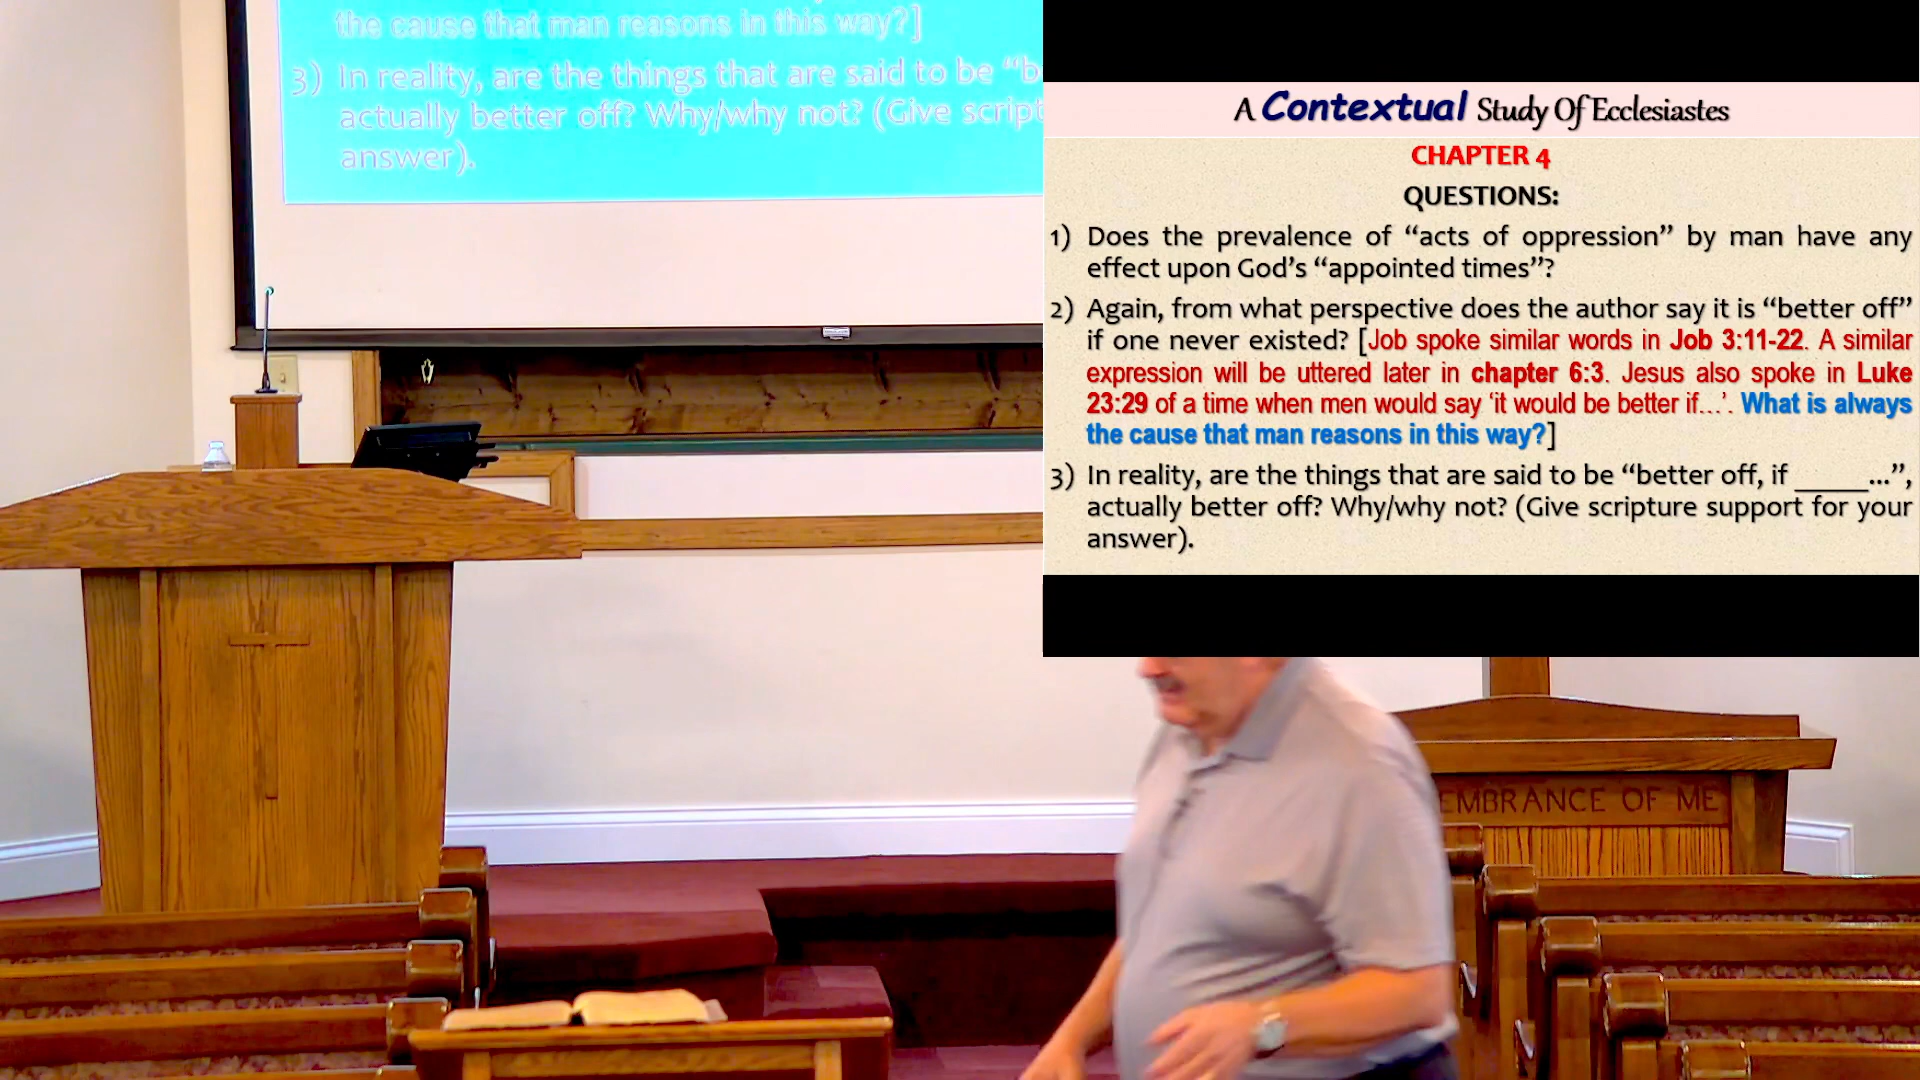 the cause that man reasons in this way?]
3) In reality, are the things that are said to be “b
actually better off? Why/why not? (Give script
answer).
A Contextual Study Of Ecclesiastes
CHAPTER 4
QUESTIONS:
1) Does the prevalence of “acts of oppression” by man have any
effect upon God’s “appointed times”?
2) Again, from what perspective does the author say it is “better off”
if one never existed? [Job spoke similar words in Job 3:11-22. A similar
expression will be uttered later in chapter 6:3. Jesus also spoke in Luke
23:29 of a time when men would say ‘it would be better if…’. What is always
the cause that man reasons in this way?]
3) In reality, are the things that are said to be “better off, if _____...”,
actually better off? Why/why not? (Give scripture support for your
answer).
EMBRANCE OF ME